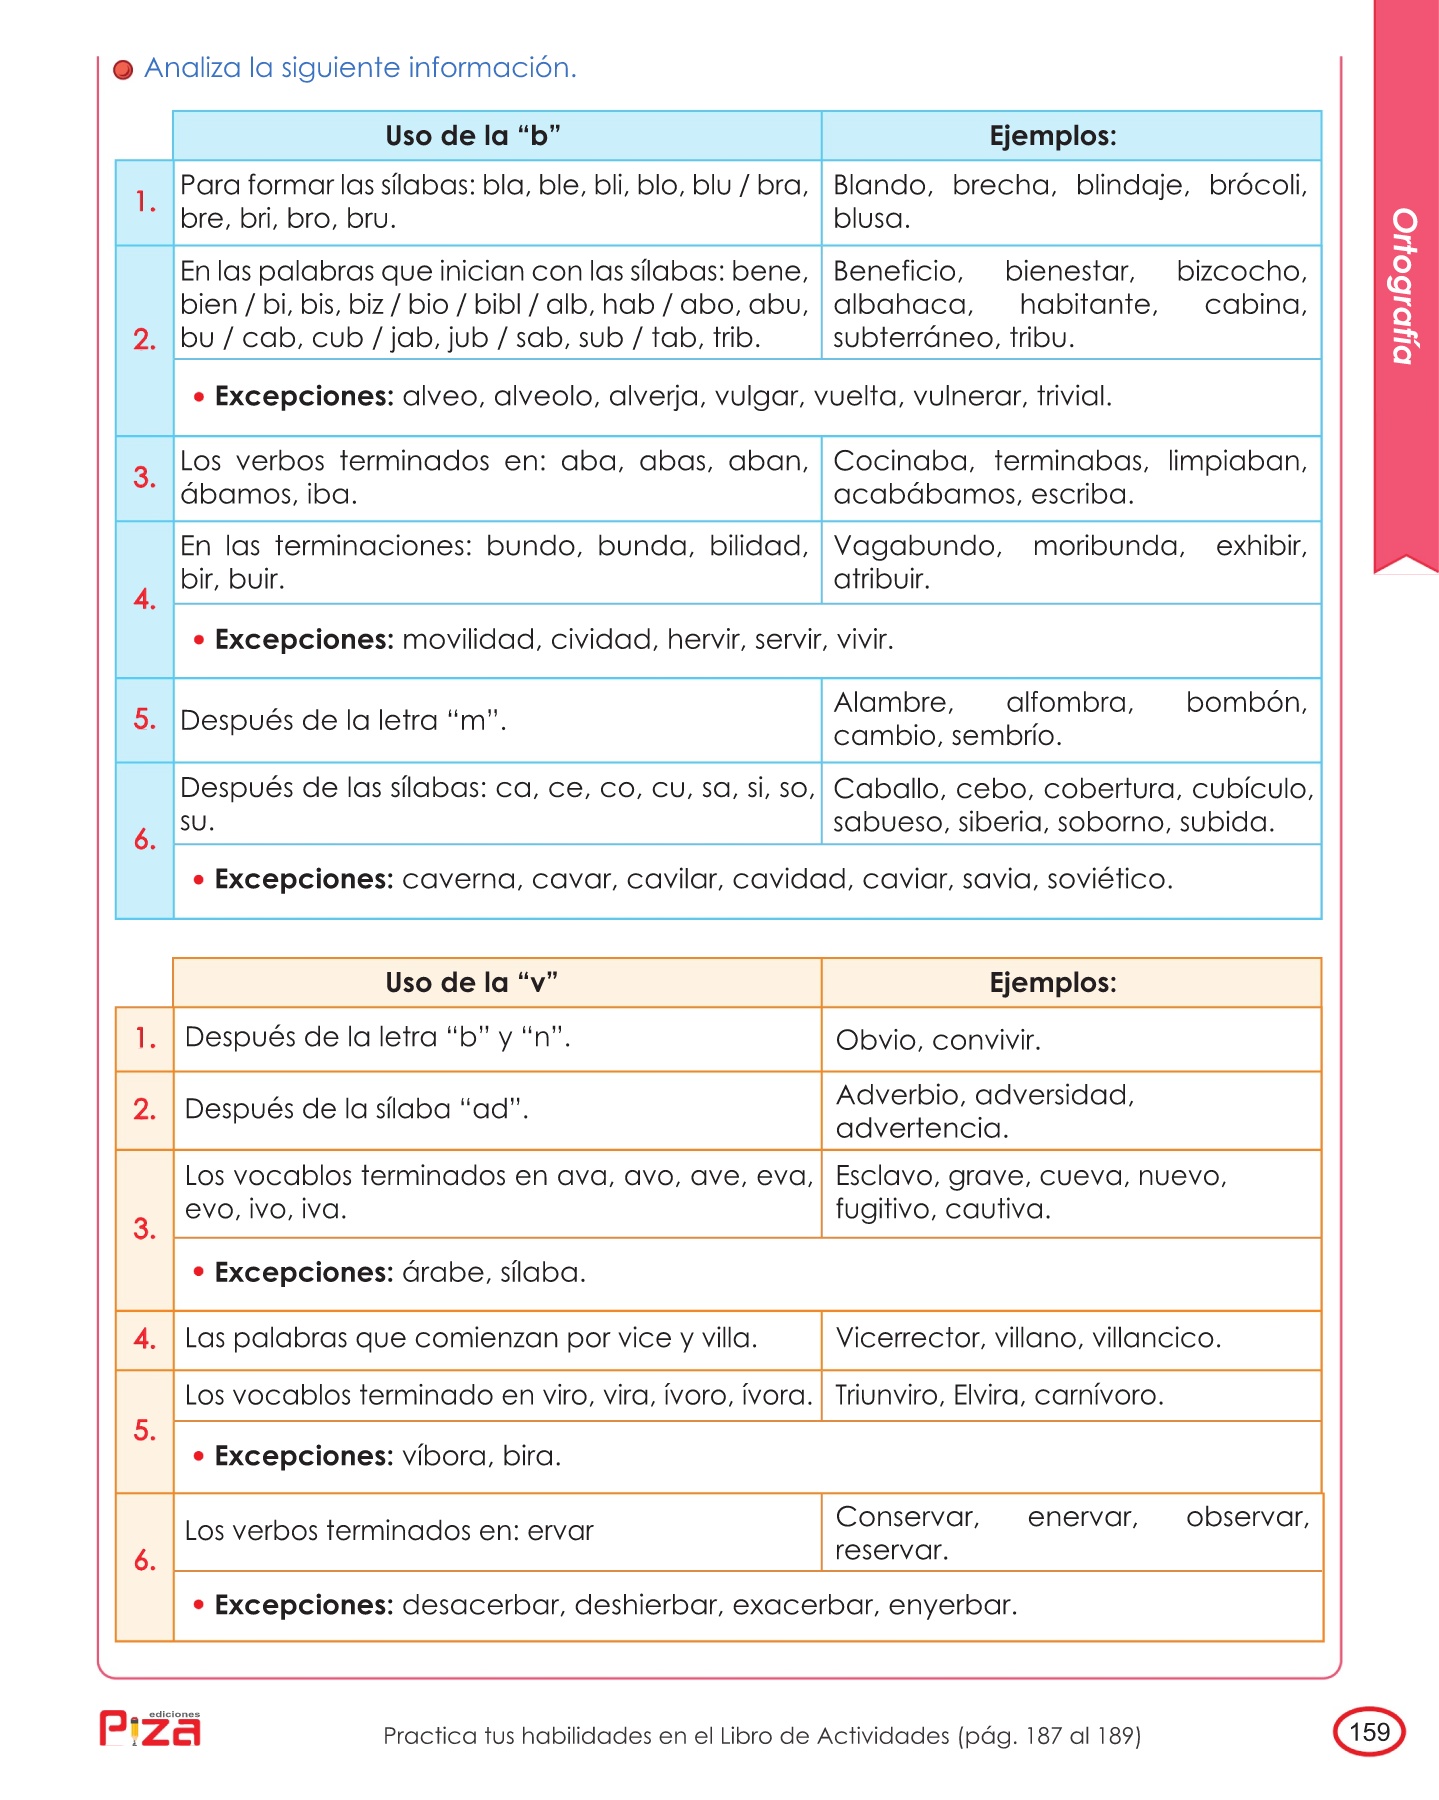 Analiza la siguiente información.
Uso de la “b”
Ejemplos:
1.
Para formar las sílabas: bla, ble, bli, blo, blu / bra,
bre, bri, bro, bru.
Blando, brecha, blindaje, brócoli,
blusa.
2.
En las palabras que inician con las sílabas: bene,
bien / bi, bis, biz / bio / bibl / alb, hab / abo, abu,
bu / cab, cub / jab, jub / sab, sub / tab, trib.
Beneficio, bienestar, bizcocho,
albahaca, habitante, cabina,
subterráneo, tribu.
• Excepciones: alveo, alveolo, alverja, vulgar, vuelta, vulnerar, trivial.
3.
Los verbos terminados en: aba, abas, aban,
ábamos, iba.
Cocinaba, terminabas, limpiaban,
acabábamos, escriba.
4.
En las terminaciones: bundo, bunda, bilidad,
bir, buir.
Vagabundo, moribunda, exhibir,
atribuir.
• Excepciones: movilidad, cividad, hervir, servir, vivir.
5.
Después de la letra “m”.
Alambre, alfombra, bombón,
cambio, sembrío.
6.
Después de las sílabas: ca, ce, co, cu, sa, si, so,
su.
Caballo, cebo, cobertura, cubículo,
sabueso, siberia, soborno, subida.
• Excepciones: caverna, cavar, cavilar, cavidad, caviar, savia, soviético.
Uso de la “v”
Ejemplos:
1.
Después de la letra “b” y “n”.
Obvio, convivir.
2.
Después de la sílaba “ad”.
Adverbio, adversidad,
advertencia.
3.
Los vocablos terminados en ava, avo, ave, eva,
evo, ivo, iva.
Esclavo, grave, cueva, nuevo,
fugitivo, cautiva.
• Excepciones: árabe, sílaba.
4.
Las palabras que comienzan por vice y villa.
Vicerrector, villano, villancico.
5.
Los vocablos terminado en viro, vira, ívoro, ívora.
Triunviro, Elvira, carnívoro.
• Excepciones: víbora, bira.
6.
Los verbos terminados en: ervar
Conservar, enervar, observar,
reservar.
• Excepciones: desacerbar, deshierbar, exacerbar, enyerbar.
Ortografía
ediciones
Piza
Practica tus habilidades en el Libro de Actividades (pág. 187 al 189)
159